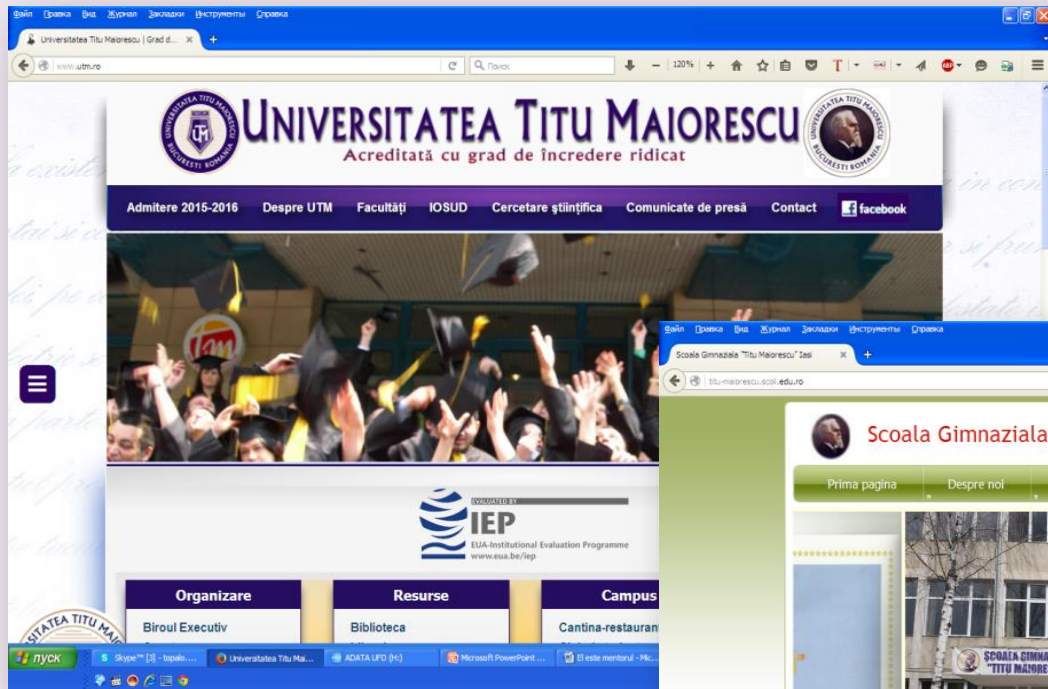 Файл Правка Вид Журнал Закладки Инструменты Справка
Universitatea Titu Maiorescu | Grad d... × +
www.utm.ro
Поиск
120%
UNIVERSITATEA TITU MAIORESCU
Acreditată cu grad de încredere ridicat
Admitere 2015-2016 Despre UTM Facultăți IOSUD Cercetare științifica Comunicate de presă Contact facebook
EVALUATED BY
IEP
EUA-Institutional Evaluation Programme
www.eua.be/iep
Organizare Resurse Campus
Biroul Executiv Biblioteca Cantina-restaurant
пуск Skype™ [3] - topalo.... Universitatea Titu Mai... ADATA UFD (H:) Microsoft PowerPoint ... El este mentorul - Mic...
Файл Правка Вид Журнал Закладки Инструменты Справка
Scoala Gimnaziala "Titu Maiorescu" Iasi × +
titu-maiorescu.scoli.edu.ro
Scoala Gimnaziala
Prima pagina Despre noi
ȘCOALA GIMNA
"TITU MAIORES